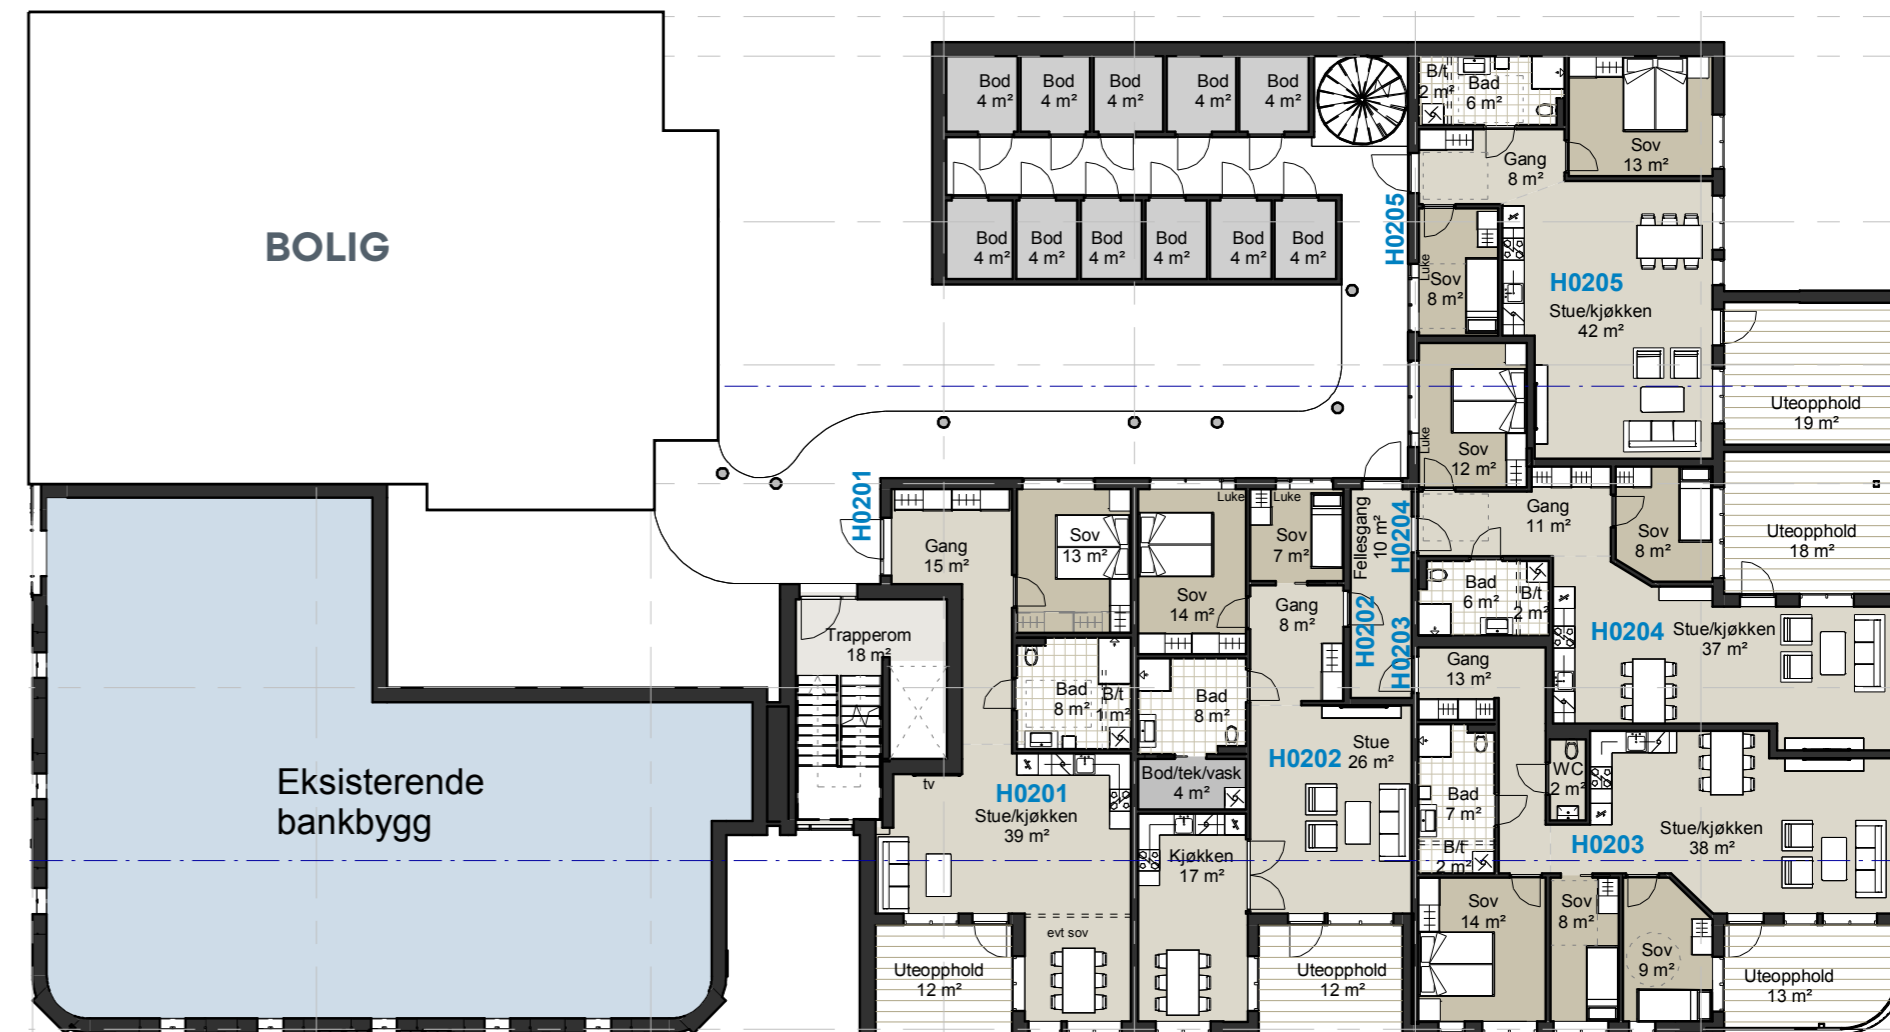 BOLIG
Eksisterende
bankbygg
Bod
4 m²
Bod
4 m²
Bod
4 m²
Bod
4 m²
Bod
4 m²
Bod
4 m²
Bod
4 m²
Bod
4 m²
Bod
4 m²
Bod
4 m²
Bod
4 m²
H0205
B/t
2 m²
Bad
6 m²
Sov
13 m²
Gang
8 m²
Luke
Sov
8 m²
H0205
Stue/kjøkken
42 m²
Uteopphold
19 m²
Luke
Sov
12 m²
H0201
Gang
15 m²
Sov
13 m²
Trapperom
18 m²
Bad
8 m²
B/t
1 m²
tv
H0201
Stue/kjøkken
39 m²
evt sov
Uteopphold
12 m²
Luke
Luke
Sov
14 m²
Sov
7 m²
Gang
8 m²
Bad
8 m²
Bod/tek/vask
4 m²
Kjøkken
17 m²
H0202
Stue
26 m²
Uteopphold
12 m²
Fellesgang
10 m²
H0202
H0203
H0204
Gang
11 m²
Sov
8 m²
Uteopphold
18 m²
Bad
6 m²
B/t
2 m²
H0204
Stue/kjøkken
37 m²
Gang
13 m²
WC
2 m²
Bad
7 m²
B/t
2 m²
H0203
Stue/kjøkken
38 m²
Sov
14 m²
Sov
8 m²
Sov
9 m²
Uteopphold
13 m²